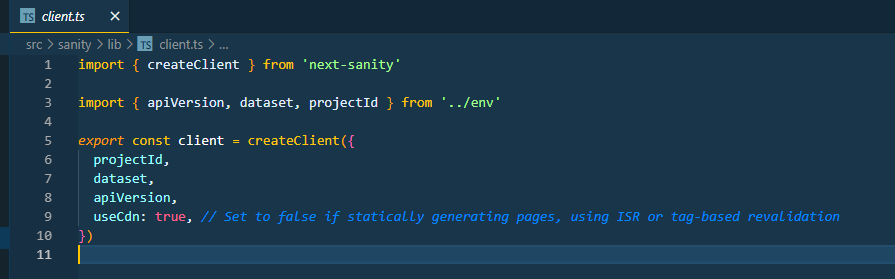 TS client.ts ×
src > sanity > lib > TS client.ts > ...
1 import { createClient } from 'next-sanity'
2
3 import { apiVersion, dataset, projectId } from '../env'
4
5 export const client = createClient({
6   projectId,
7   dataset,
8   apiVersion,
9   useCdn: true, // Set to false if statically generating pages, using ISR or tag-based revalidation
10 })
11